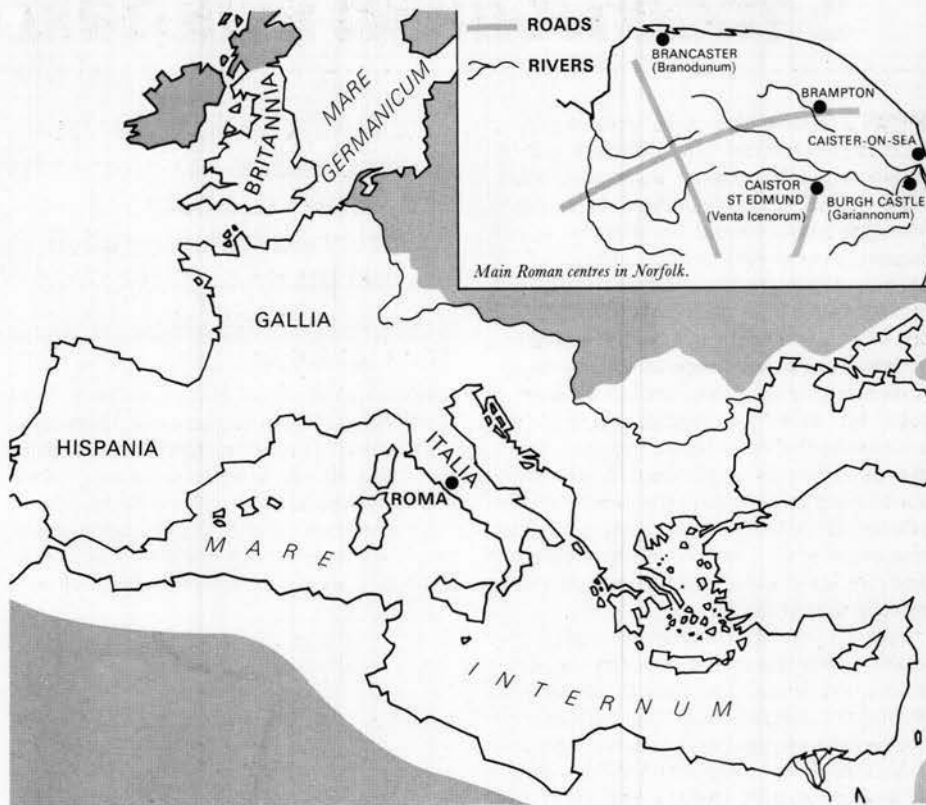 ROADS
RIVERS
BRANCASTER
(Branodunum)
BRAMPTON
CAISTER-ON-SEA
CAISTOR
ST EDMUND
(Venta Icenorum)
BURGH CASTLE
(Gariannonum)
Main Roman centres in Norfolk.
BRITANNIA
MARE
GERMANICUM
GALLIA
HISPANIA
ITALIA
ROMA
MARE
INTERNUM